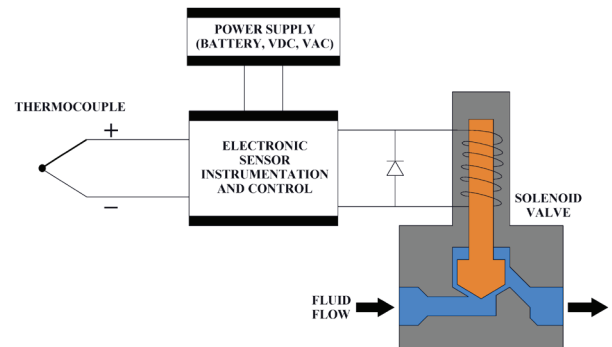 POWER SUPPLY
(BATTERY, VDC, VAC)
THERMOCOUPLE
+
ELECTRONIC
SENSOR
INSTRUMENTATION
AND CONTROL
–
SOLENOID
VALVE
FLUID
FLOW